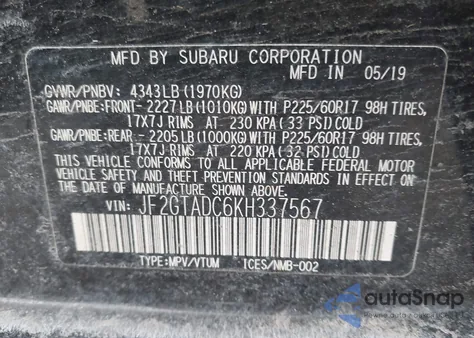 MFD BY SUBARU CORPORATION
MFD IN 05/19
GVWR/PNBV: 4343LB (1970KG)
GAWR/PNBE:FRONT- 2227LB (1010KG) WITH P225/60R17 98H TIRES,
17X7J RIMS AT 230 KPA (33 PSI) COLD
GAWR/PNBE:REAR - 2205LB (1000KG) WITH P225/60R17 98H TIRES,
17X7J RIMS AT 220 KPA (32 PSI) COLD
THIS VEHICLE CONFORMS TO ALL APPLICABLE FEDERAL MOTOR
VEHICLE SAFETY AND THEFT PREVENTION STANDARDS IN EFFECT
ON THE DATE OF MANUFACTURE SHOWN ABOVE.
VIN: JF2GTADC6KH337567
TYPE:MPV/VTUM ICES/NMB-002
autoSnap